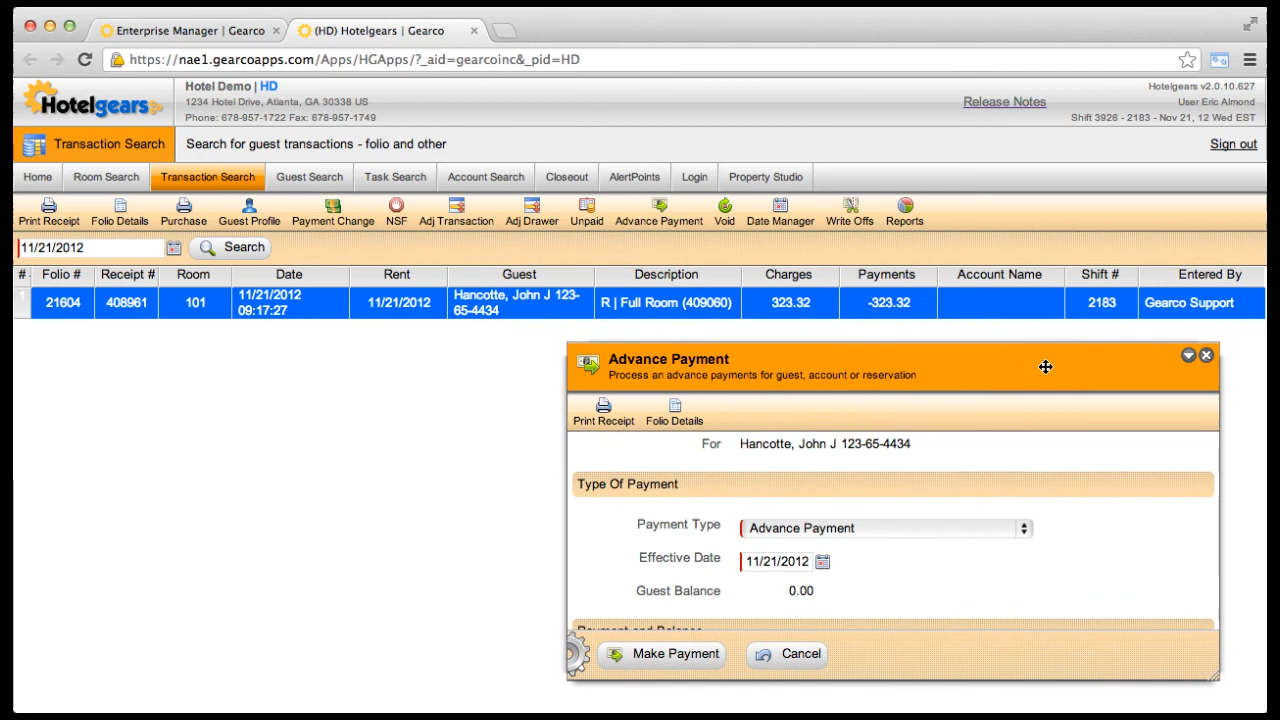 Enterprise Manager | Gearco
(HD) Hotelgears | Gearco
https://nae1.gearcoapps.com/Apps/HGApps/?_aid=gearcoinc&_pid=HD
Hotelgears
Hotel Demo | HD
1234 Hotel Drive, Atlanta, GA 30338 US
Phone: 678-957-1722 Fax: 678-957-1749
Release Notes
Hotelgears v2.0.10.627
User Eric Almond
Shift 3926 - 2183 - Nov 21, 12 Wed EST
Transaction Search
Search for guest transactions - folio and other
Sign out
Home Room Search Transaction Search Guest Search Task Search Account Search Closeout AlertPoints Login Property Studio
Print Receipt Folio Details Purchase Guest Profile Payment Change NSF Adj Transaction Adj Drawer Unpaid Advance Payment Void Date Manager Write Offs Reports
11/21/2012 Search
# Folio # Receipt # Room Date Rent Guest Description Charges Payments Account Name Shift # Entered By
1 21604 408961 101 11/21/2012 09:17:27 11/21/2012 Hancotte, John J 123-65-4434 R | Full Room (409060) 323.32 -323.32 2183 Gearco Support
Advance Payment
Process an advance payments for guest, account or reservation
Print Receipt Folio Details
For Hancotte, John J 123-65-4434
Type Of Payment
Payment Type Advance Payment
Effective Date 11/21/2012
Guest Balance 0.00
Payment and Balance
Make Payment Cancel